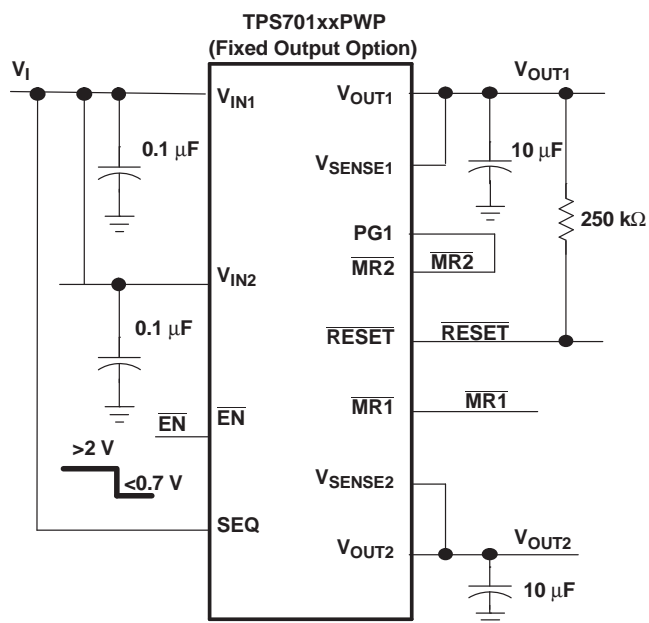 TPS701xxPWP
(Fixed Output Option)
VI
VIN1
VOUT1
VOUT1
0.1 μF
10 μF
VSENSE1
250 kΩ
PG1
MR2
MR2
VIN2
0.1 μF
RESET
RESET
EN
EN
MR1
MR1
>2 V
<0.7 V
VSENSE2
SEQ
VOUT2
VOUT2
10 μF